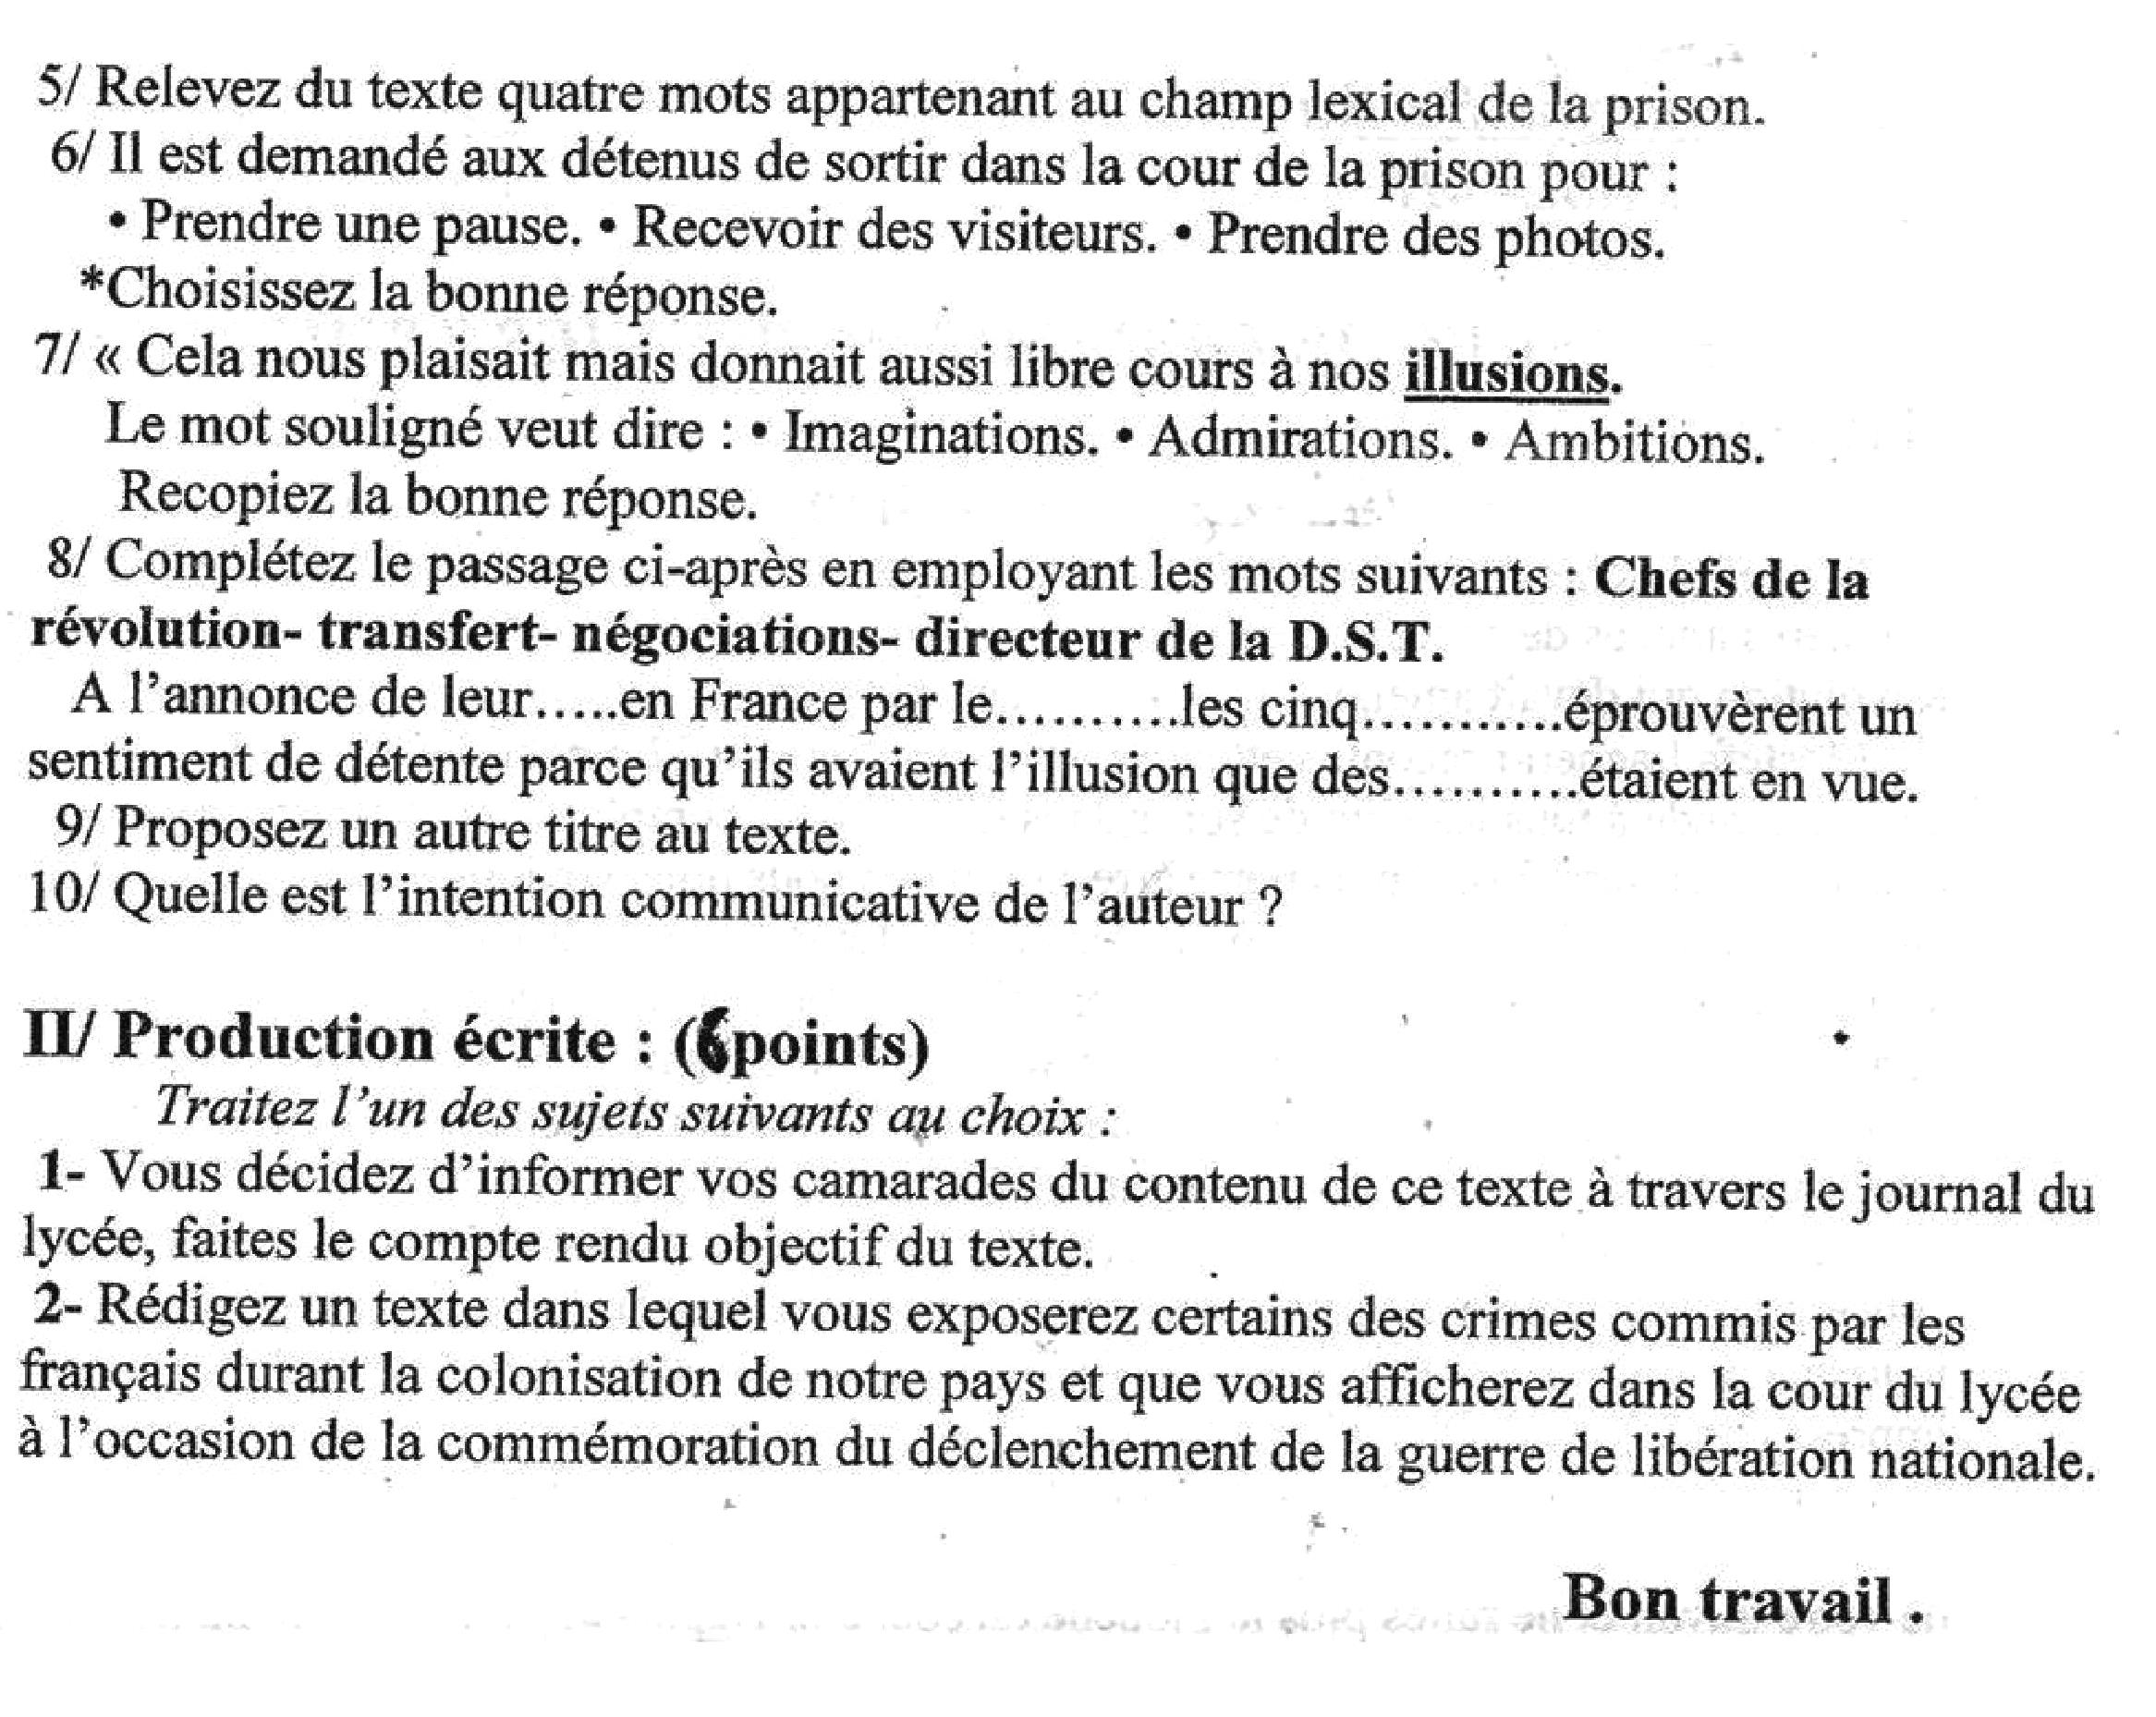 5/ Relevez du texte quatre mots appartenant au champ lexical de la prison.
6/ Il est demandé aux détenus de sortir dans la cour de la prison pour :
• Prendre une pause. • Recevoir des visiteurs. • Prendre des photos.
*Choisissez la bonne réponse.
7/ « Cela nous plaisait mais donnait aussi libre cours à nos illusions.
Le mot souligné veut dire : • Imaginations. • Admirations. • Ambitions.
Recopiez la bonne réponse.
8/ Complétez le passage ci-après en employant les mots suivants : Chefs de la
révolution- transfert- négociations- directeur de la D.S.T.
A l'annonce de leur.....en France par le..........les cinq...........éprouvèrent un
sentiment de détente parce qu'ils avaient l'illusion que des..........étaient en vue.
9/ Proposez un autre titre au texte.
10/ Quelle est l'intention communicative de l'auteur ?
II/ Production écrite : (6points)
Traitez l'un des sujets suivants au choix :
1- Vous décidez d'informer vos camarades du contenu de ce texte à travers le journal du
lycée, faites le compte rendu objectif du texte.
2- Rédigez un texte dans lequel vous exposerez certains des crimes commis par les
français durant la colonisation de notre pays et que vous afficherez dans la cour du lycée
à l'occasion de la commémoration du déclenchement de la guerre de libération nationale.
Bon travail .